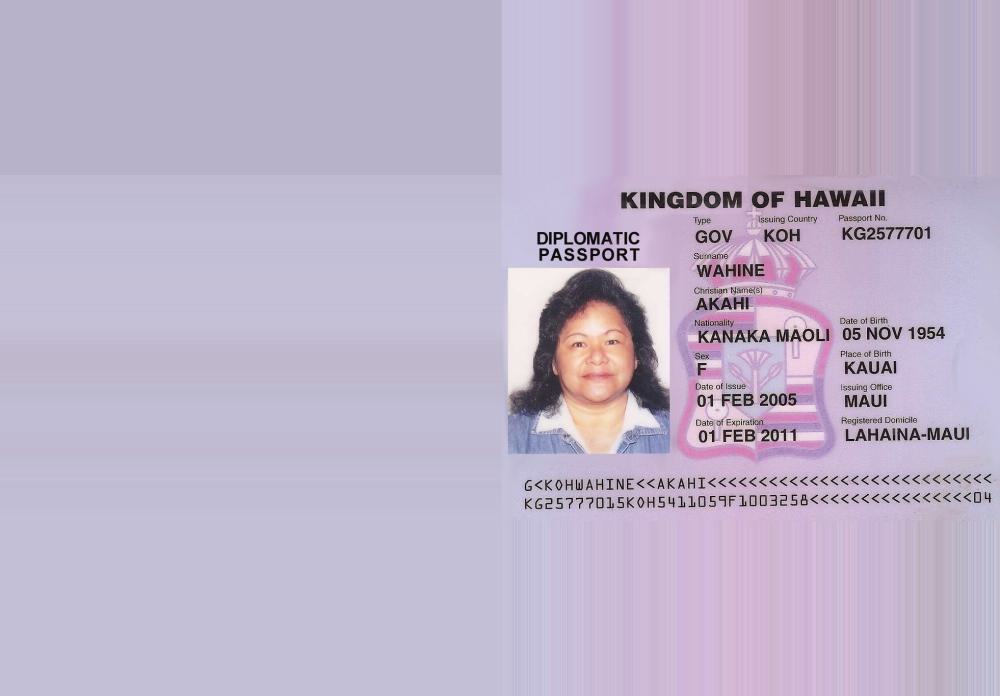 KINGDOM OF HAWAII
DIPLOMATIC
PASSPORT
Type Issuing Country Passport No.
GOV KOH KG2577701
Surname
WAHINE
Christian Name(s)
AKAHI
Nationality Date of Birth
KANAKA MAOLI 05 NOV 1954
Sex Place of Birth
F KAUAI
Date of Issue Issuing Office
01 FEB 2005 MAUI
Date of Expiration Registered Domicile
01 FEB 2011 LAHAINA-MAUI
G<KOHWAHINE<<AKAHI<<<<<<<<<<<<<<<<<<<<<<<<<<
KG25777015KOH5411059F1003258<<<<<<<<<<<<<<04